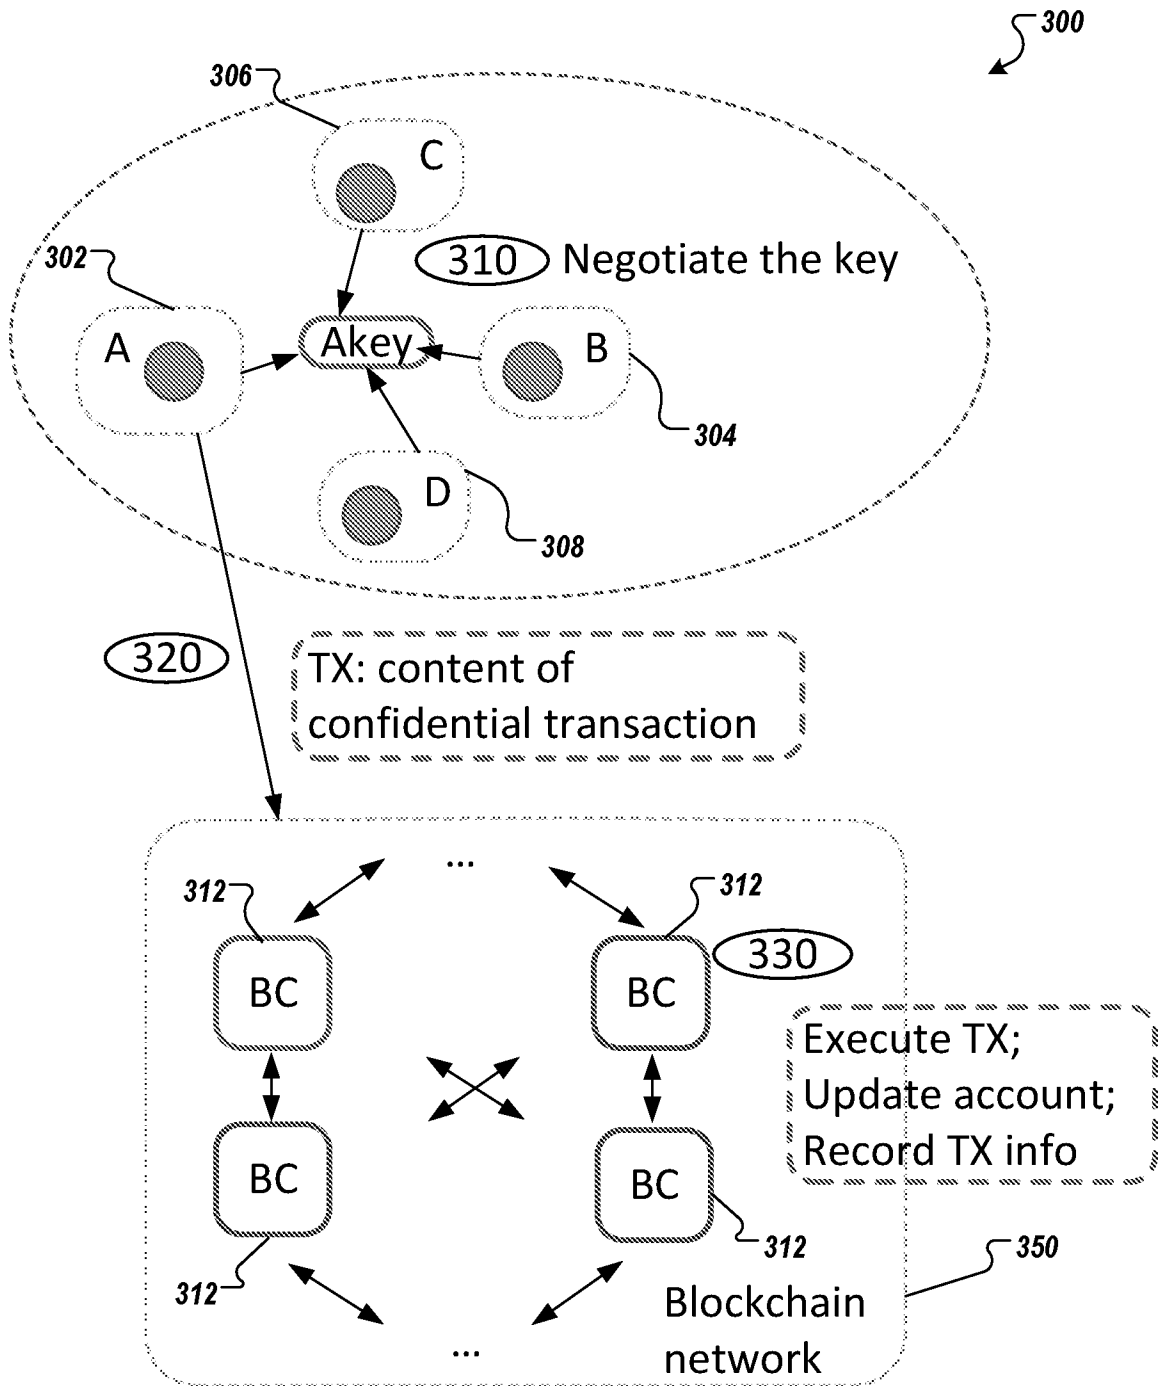 300
306
C
302
310 Negotiate the key
A
Akey
B
304
D
308
320
TX: content of
confidential transaction
...
312
312
330
BC
BC
Execute TX;
Update account;
Record TX info
BC
BC
312
312
350
Blockchain
network
...